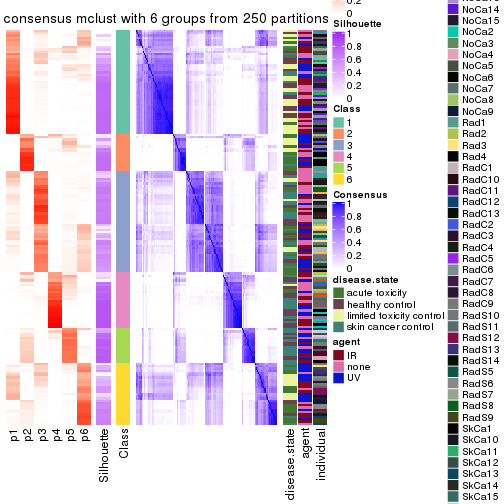 consensus mclust with 6 groups from 250 partitions
p1
p2
p3
p4
p5
p6
Silhouette
Class
disease.state
agent
individual
0.2
0
Silhouette
1
0.8
0.6
0.4
0.2
0
Class
1
2
3
4
5
6
Consensus
1
0.8
0.6
0.4
0.2
0
disease.state
acute toxicity
healthy control
limited toxicity control
skin cancer control
agent
IR
none
UV
NoCa14
NoCa15
NoCa2
NoCa3
NoCa4
NoCa5
NoCa6
NoCa7
NoCa8
NoCa9
Rad1
Rad2
Rad3
Rad4
RadC1
RadC10
RadC11
RadC12
RadC13
RadC2
RadC3
RadC4
RadC5
RadC6
RadC7
RadC8
RadC9
RadS10
RadS11
RadS12
RadS13
RadS14
RadS5
RadS6
RadS7
RadS8
RadS9
SkCa1
SkCa10
SkCa11
SkCa12
SkCa13
SkCa14
SkCa15